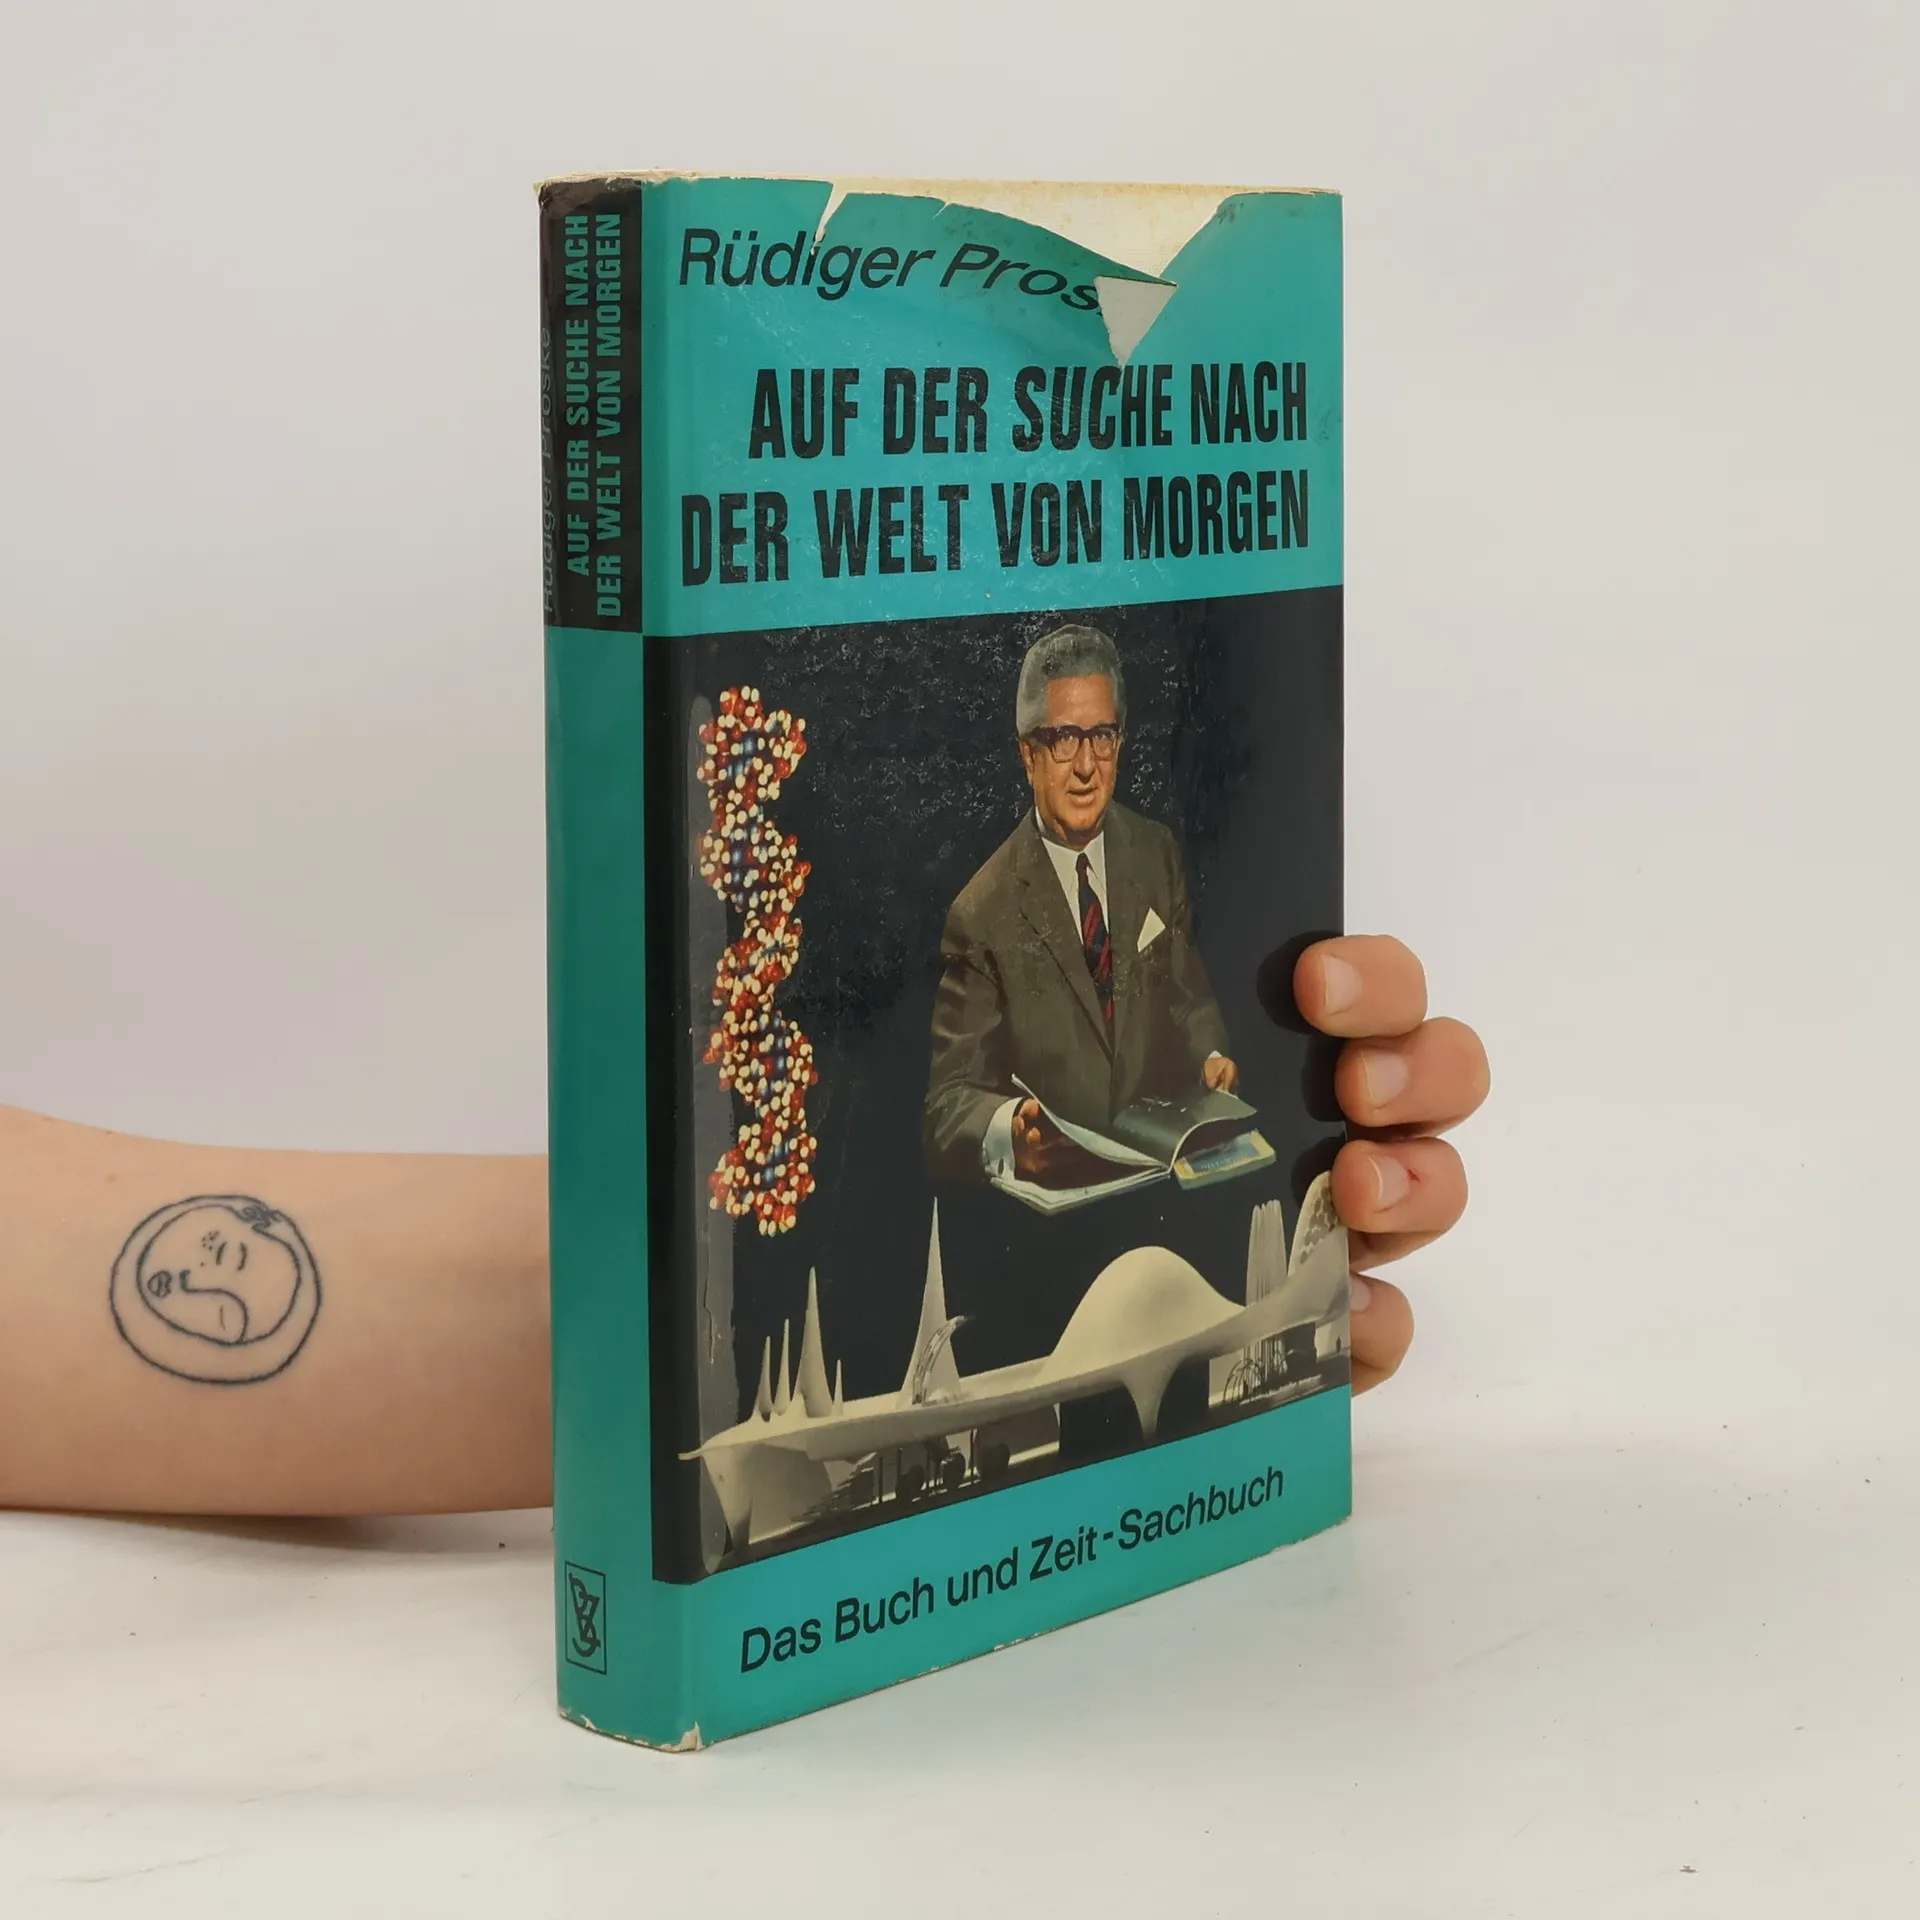 Rüdiger Proske
AUF DER SUCHE NACH
DER WELT VON MORGEN
Rüdiger Pros
AUF DER SUCHE NACH
DER WELT VON MORGEN
Das Buch und Zeit-Sachbuch